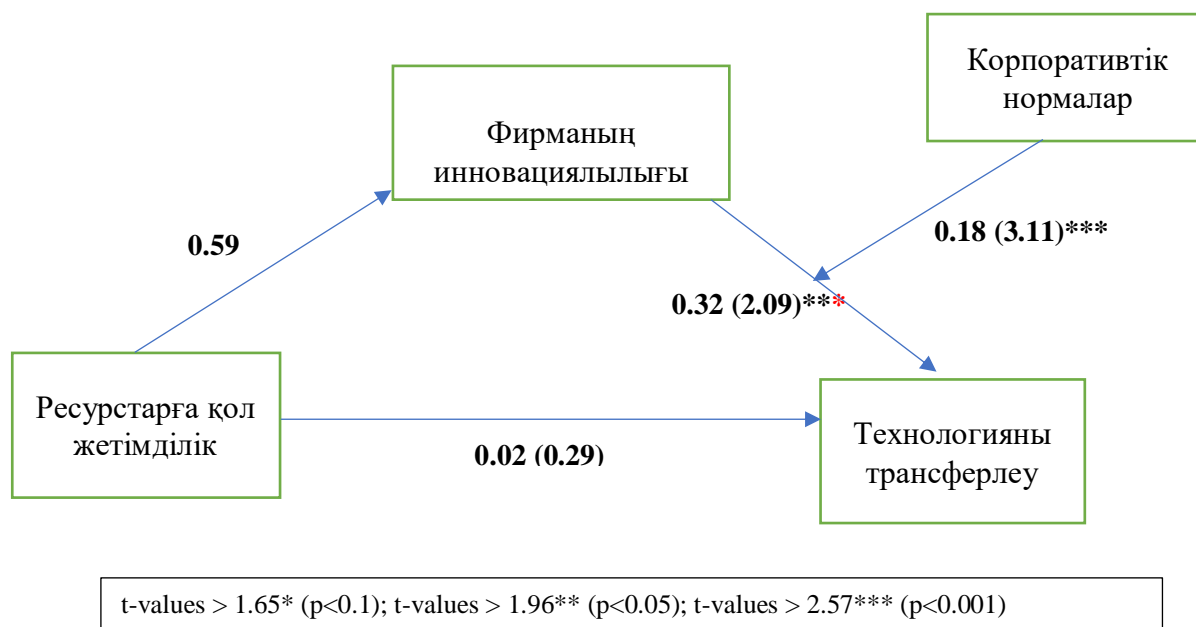 Корпоративтік
нормалар
Фирманың
инновациялылығы
0.59
0.18 (3.11)***
0.32 (2.09)***
Ресурстарға қол
жетімділік
0.02 (0.29)
Технологияны
трансферлеу
t-values > 1.65* (p<0.1); t-values > 1.96** (p<0.05); t-values > 2.57*** (p<0.001)